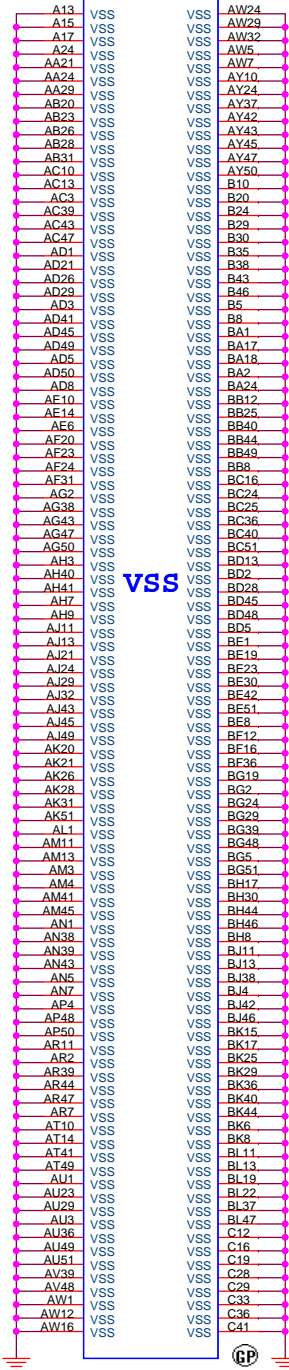 A13 VSS VSS AW24
A15 VSS VSS AW29
A17 VSS VSS AW32
A24 VSS VSS AW5
AA21 VSS VSS AW7
AA24 VSS VSS AY10
AA29 VSS VSS AY24
AB20 VSS VSS AY37
AB23 VSS VSS AY42
AB26 VSS VSS AY43
AB28 VSS VSS AY45
AB31 VSS VSS AY47
AC10 VSS VSS AY50
AC13 VSS VSS B10
AC3 VSS VSS B20
AC39 VSS VSS B24
AC43 VSS VSS B29
AC47 VSS VSS B30
AD1 VSS VSS B35
AD21 VSS VSS B38
AD26 VSS VSS B43
AD29 VSS VSS B46
AD3 VSS VSS B5
AD41 VSS VSS B8
AD45 VSS VSS BA1
AD49 VSS VSS BA17
AD5 VSS VSS BA18
AD50 VSS VSS BA2
AD8 VSS VSS BA24
AE10 VSS VSS BB12
AE14 VSS VSS BB25
AE6 VSS VSS BB40
AF20 VSS VSS BB44
AF23 VSS VSS BB49
AF24 VSS VSS BB8
AF31 VSS VSS BC16
AG2 VSS VSS BC24
AG38 VSS VSS BC25
AG43 VSS VSS BC36
AG47 VSS VSS BC40
AG50 VSS VSS BC51
AH3 VSS VSS BD13
AH40 VSS VSS VSS BD2
AH41 VSS VSS BD28
AH7 VSS VSS BD45
AH9 VSS VSS BD48
AJ11 VSS VSS BD5
AJ13 VSS VSS BE1
AJ21 VSS VSS BE19
AJ24 VSS VSS BE23
AJ29 VSS VSS BE30
AJ32 VSS VSS BE42
AJ43 VSS VSS BE51
AJ45 VSS VSS BE8
AJ49 VSS VSS BF12
AK20 VSS VSS BF16
AK21 VSS VSS BF36
AK26 VSS VSS BG19
AK28 VSS VSS BG2
AK31 VSS VSS BG24
AK51 VSS VSS BG29
AL1 VSS VSS BG39
AM11 VSS VSS BG48
AM13 VSS VSS BG5
AM3 VSS VSS BG51
AM4 VSS VSS BH17
AM41 VSS VSS BH30
AM45 VSS VSS BH44
AN1 VSS VSS BH46
AN38 VSS VSS BH8
AN39 VSS VSS BJ11
AN43 VSS VSS BJ13
AN5 VSS VSS BJ38
AN7 VSS VSS BJ4
AP4 VSS VSS BJ42
AP48 VSS VSS BJ46
AP50 VSS VSS BK15
AR11 VSS VSS BK17
AR2 VSS VSS BK25
AR39 VSS VSS BK29
AR44 VSS VSS BK36
AR47 VSS VSS BK40
AR7 VSS VSS BK44
AT10 VSS VSS BK6
AT14 VSS VSS BK8
AT41 VSS VSS BL11
AT49 VSS VSS BL13
AU1 VSS VSS BL19
AU23 VSS VSS BL22
AU29 VSS VSS BL37
AU3 VSS VSS BL47
AU36 VSS VSS C12
AU49 VSS VSS C16
AU51 VSS VSS C19
AV39 VSS VSS C28
AV48 VSS VSS C29
AW1 VSS VSS C33
AW12 VSS VSS C36
AW16 VSS VSS C41
GP